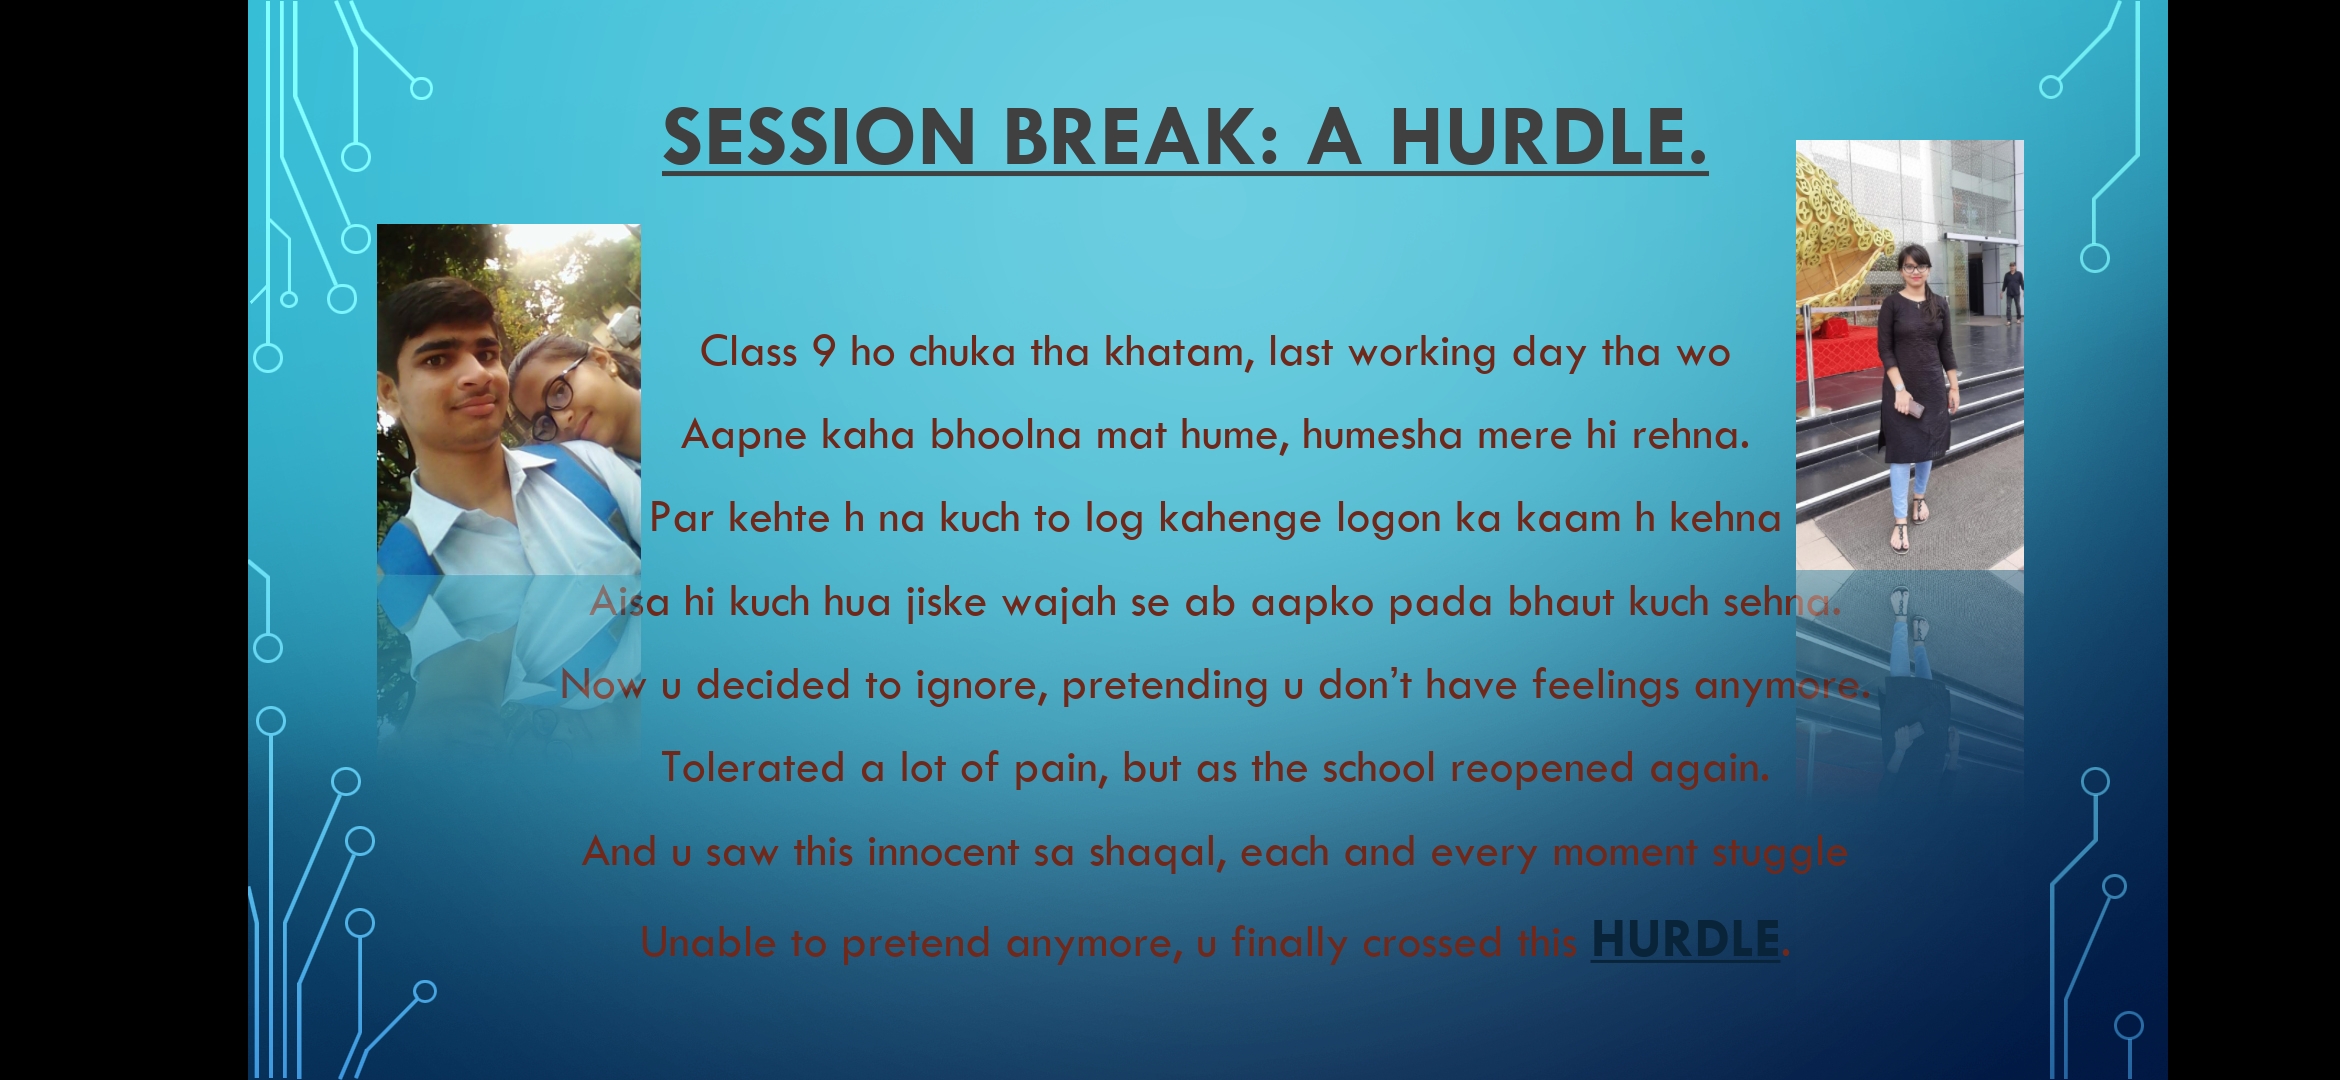 SESSION BREAK: A HURDLE.
Class 9 ho chuka tha khatam, last working day tha wo
Aapne kaha bhoolna mat hume, humesha mere hi rehna.
Par kehte h na kuch to log kahenge logon ka kaam h kehna
Aisa hi kuch hua jiske wajah se ab aapko pada bhaut kuch sehna.
Now u decided to ignore, pretending u don’t have feelings anymore.
Tolerated a lot of pain, but as the school reopened again.
And u saw this innocent sa shaqal, each and every moment stuggle
Unable to pretend anymore, u finally crossed this HURDLE.